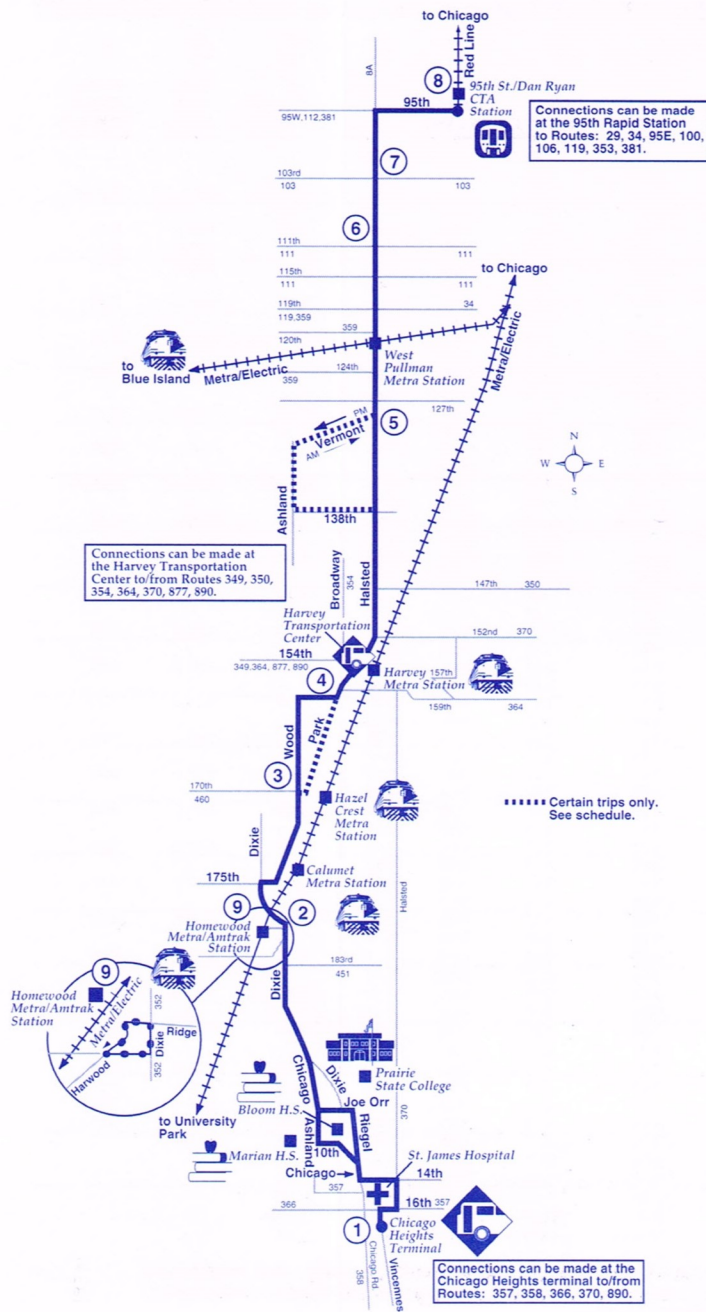 to Chicago
Red Line
8A
8
95th St./Dan Ryan
CTA
Station
95th
95W,112,381
Connections can be made
at the 95th Rapid Station
to Routes: 29, 34, 95E, 100,
106, 119, 353, 381.
7
103rd
103
103
6
111th
111
111
115th
111
111
to Chicago
119th
119,359
34
359
120th
to
Blue Island
Metra/Electric
West
Pullman
Metra Station
124th
359
Metra/Electric
127th
PM
Vermont
AM
5
N
W
E
S
Ashland
138th
Connections can be made at
the Harvey Transportation
Center to/from Routes 349, 350,
354, 364, 370, 877, 890.
Broadway
354
Halsted
147th
350
Harvey
Transportation
Center
152nd
370
154th
349,364, 877, 890
157th
Harvey
Metra Station
159th
364
4
Wood
Park
3
170th
460
Hazel
Crest
Metra
Station
Certain trips only.
See schedule.
Dixie
175th
Calumet
Metra Station
Halsted
9
2
Homewood
Metra/Amtrak
Station
183rd
451
Dixie
9
Homewood
Metra/Amtrak
Station
Metra/Electric
352
Ridge
Dixie
352
Harwood
Chicago
Dixie
Prairie
State College
Joe Orr
370
to University
Park
Bloom H.S.
Ashland
Riegel
Marian H.S.
10th
St. James Hospital
Chicago
14th
357
366
16th
357
1
Chicago
Heights
Terminal
Chicago Rd.
358
Vincennes
Connections can be made at the
Chicago Heights terminal to/from
Routes: 357, 358, 366, 370, 890.